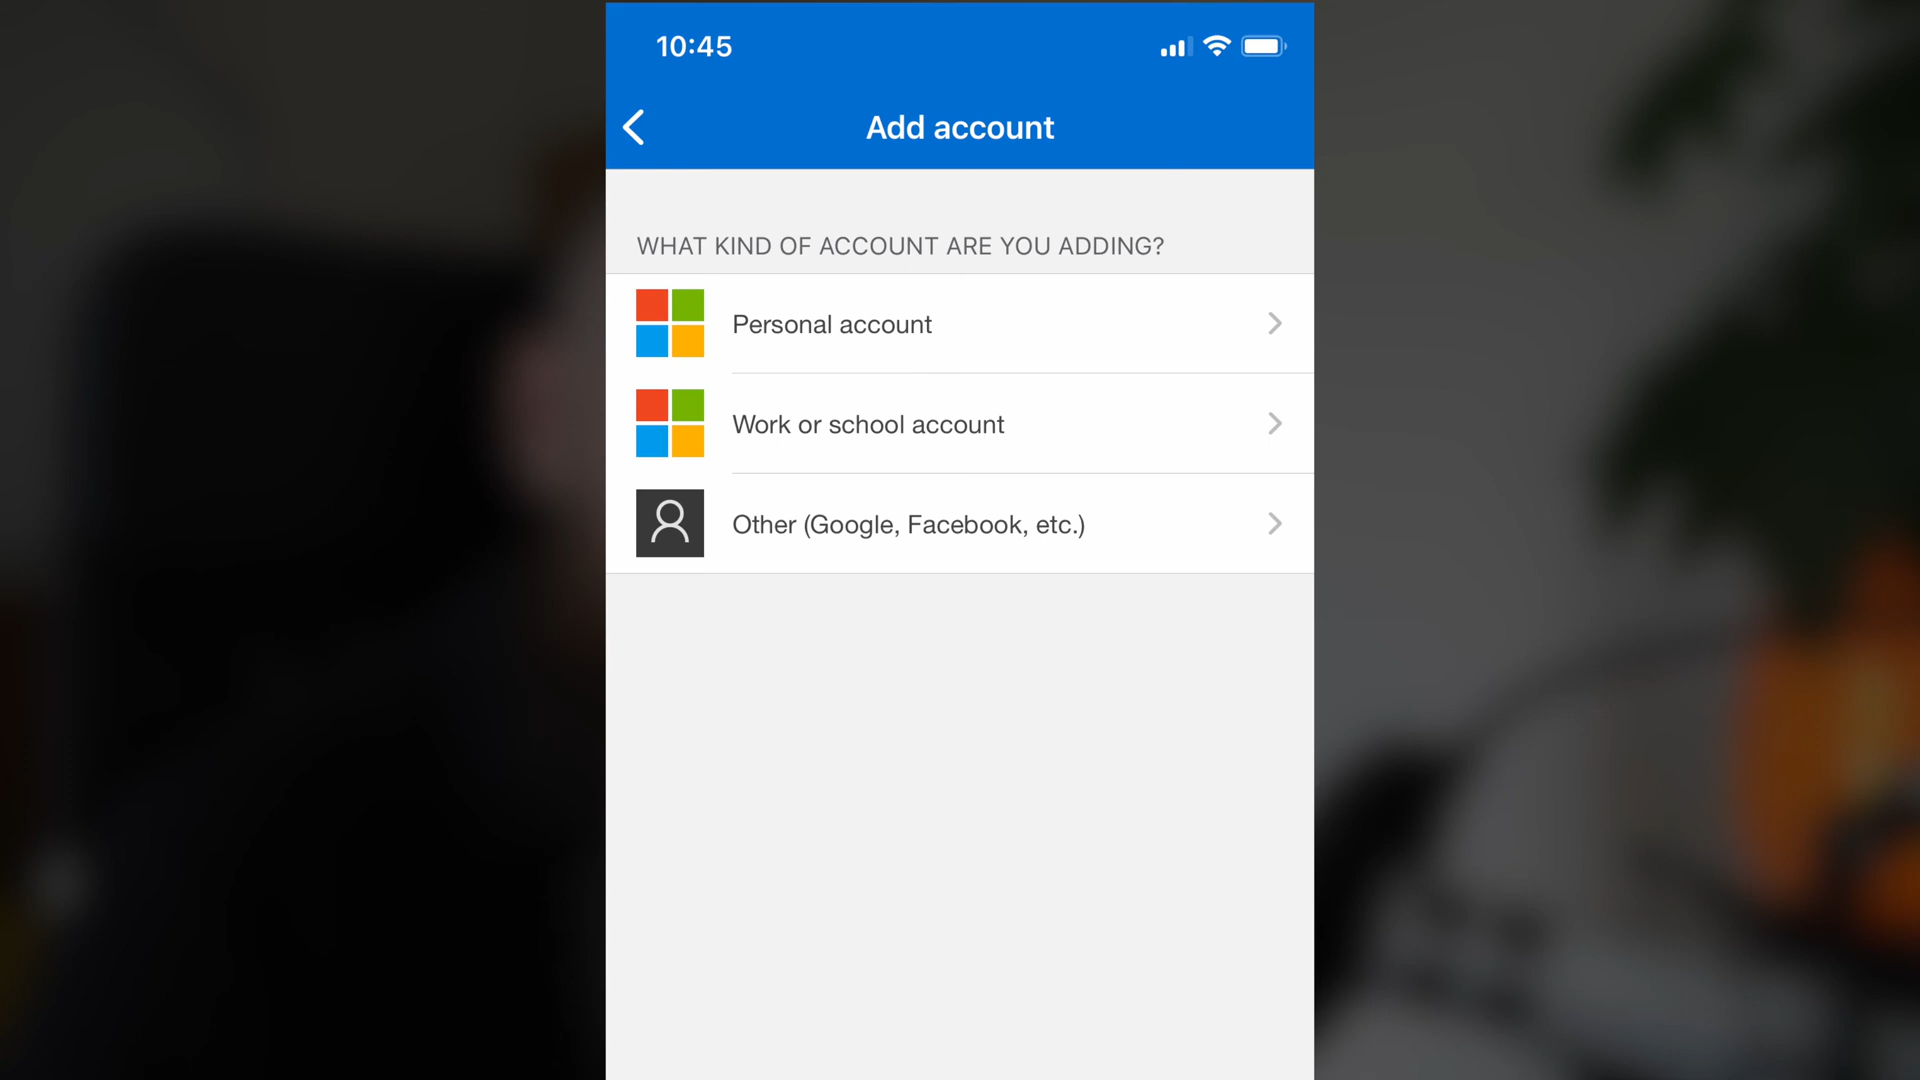 10:45
Add account
WHAT KIND OF ACCOUNT ARE YOU ADDING?
Personal account
Work or school account
Other (Google, Facebook, etc.)